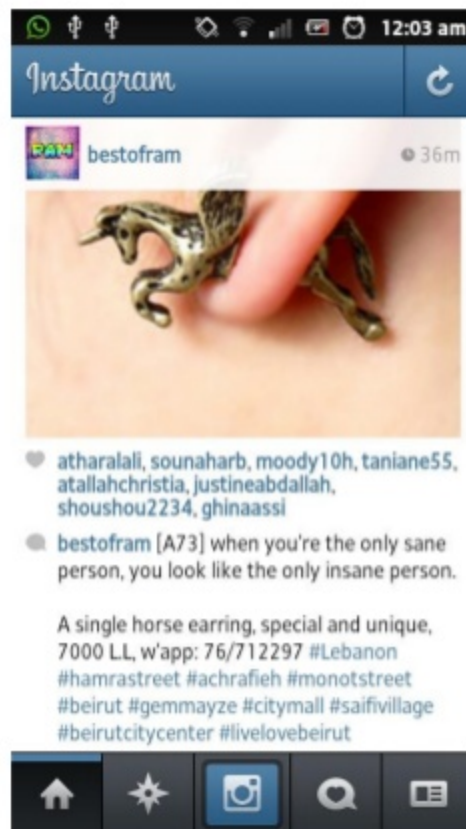 12:03 am
Instagram
RAM
bestofram
36m
atharalali, sounaharb, moody10h, taniane55,
atallahchristia, justineabdallah,
shoushou2234, ghinaassi
bestofram [A73] when you're the only sane
person, you look like the only insane person.
A single horse earring, special and unique,
7000 L.L, w'app: 76/712297 #Lebanon
#hamrastreet #achrafieh #monotstreet
#beirut #gemmayze #citymall #saifivillage
#beirutcitycenter #livelovebeirut